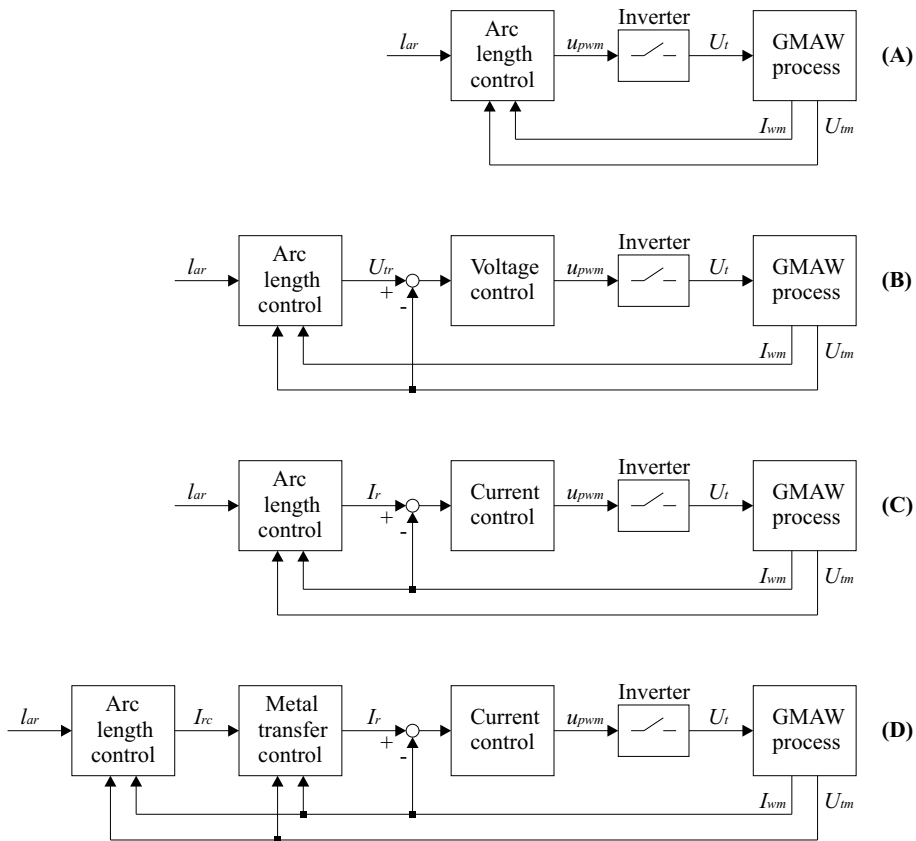 Inverter
Arc
length
control
GMAW
process
l_ar
u_pwm
U_t
(A)
I_wm
U_tm
Inverter
Arc
length
control
Voltage
control
GMAW
process
l_ar
U_tr
+
-
u_pwm
U_t
(B)
I_wm
U_tm
Inverter
Arc
length
control
Current
control
GMAW
process
l_ar
I_r
+
-
u_pwm
U_t
(C)
I_wm
U_tm
Inverter
Arc
length
control
Metal
transfer
control
Current
control
GMAW
process
l_ar
I_rc
I_r
+
-
u_pwm
U_t
(D)
I_wm
U_tm